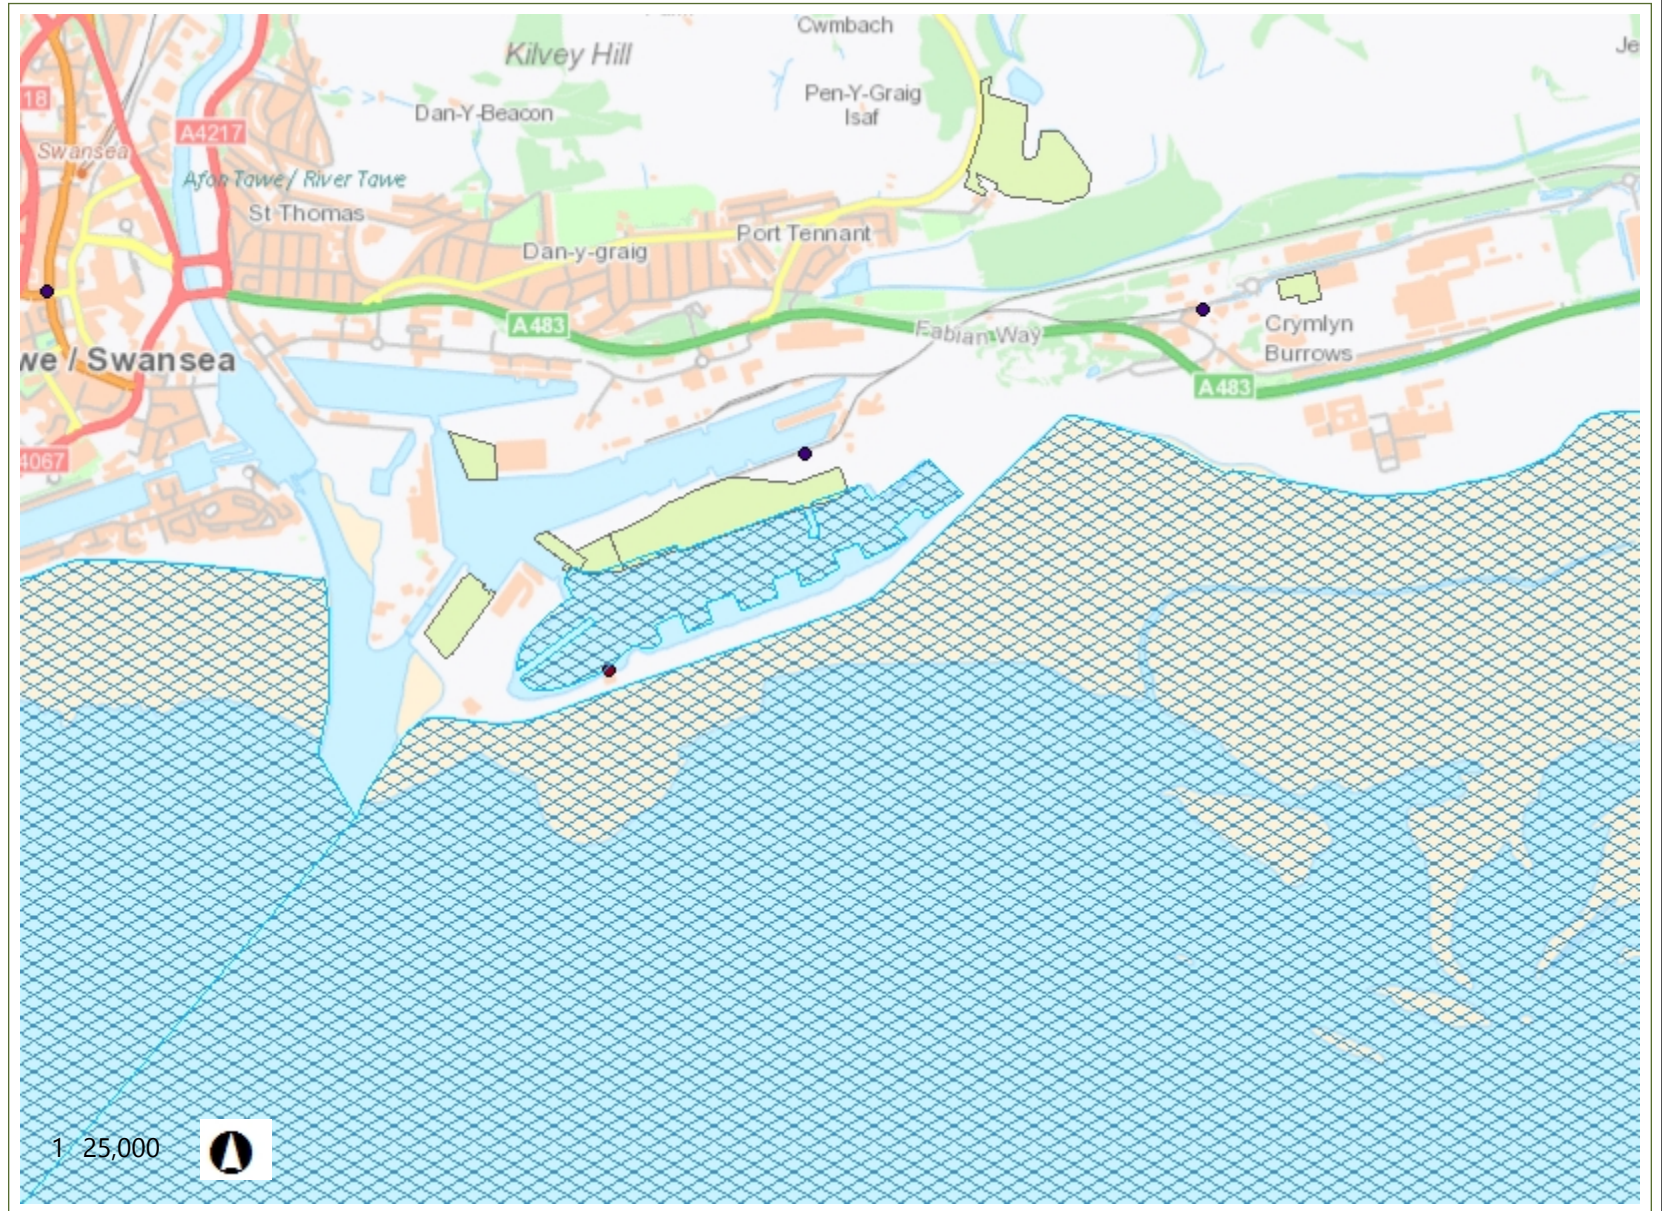 Cwmbach
Kilvey Hill
Je
Pen-Y-Graig
Isaf
18
Dan-Y-Beacon
A4217
Swansea
Afon Tawe / River Tawe
St Thomas
Port Tennant
Dan-y-graig
A483
Fabian Way
Crymlyn
Burrows
we / Swansea
A483
4067
1 25,000